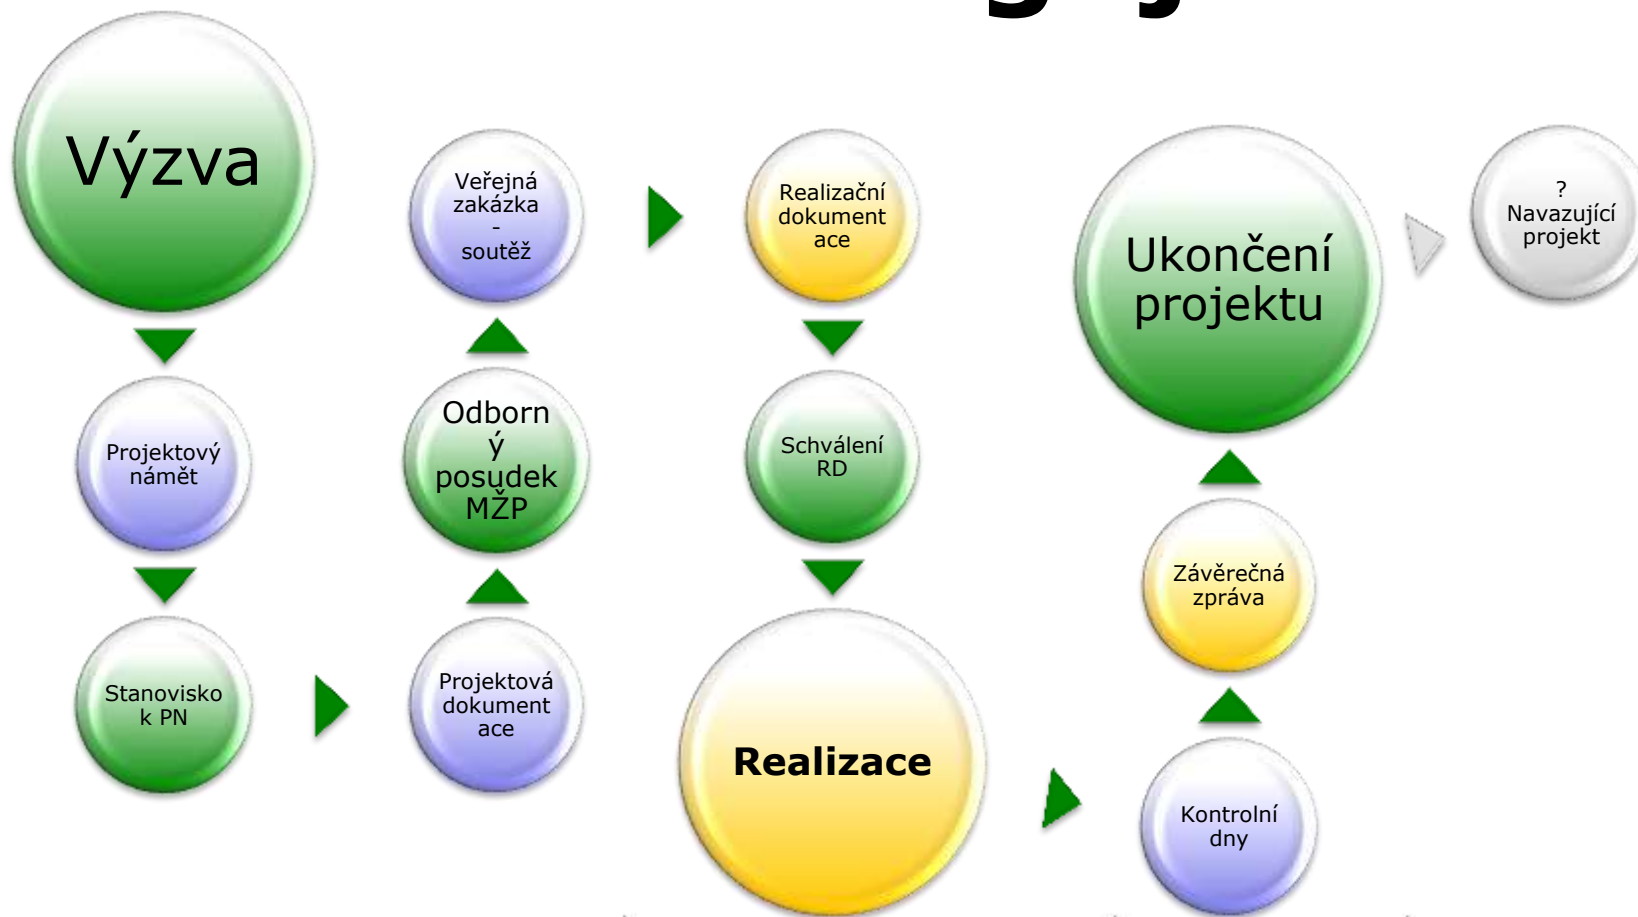 Výzva
Projektový
námět
Stanovisko
k PN
Projektová
dokument
ace
Odborn
ý
posudek
MŽP
Veřejná
zakázka
-
soutěž
Realizační
dokument
ace
Schválení
RD
Realizace
Kontrolní
dny
Závěrečná
zpráva
Ukončení
projektu
?
Navazující
projekt